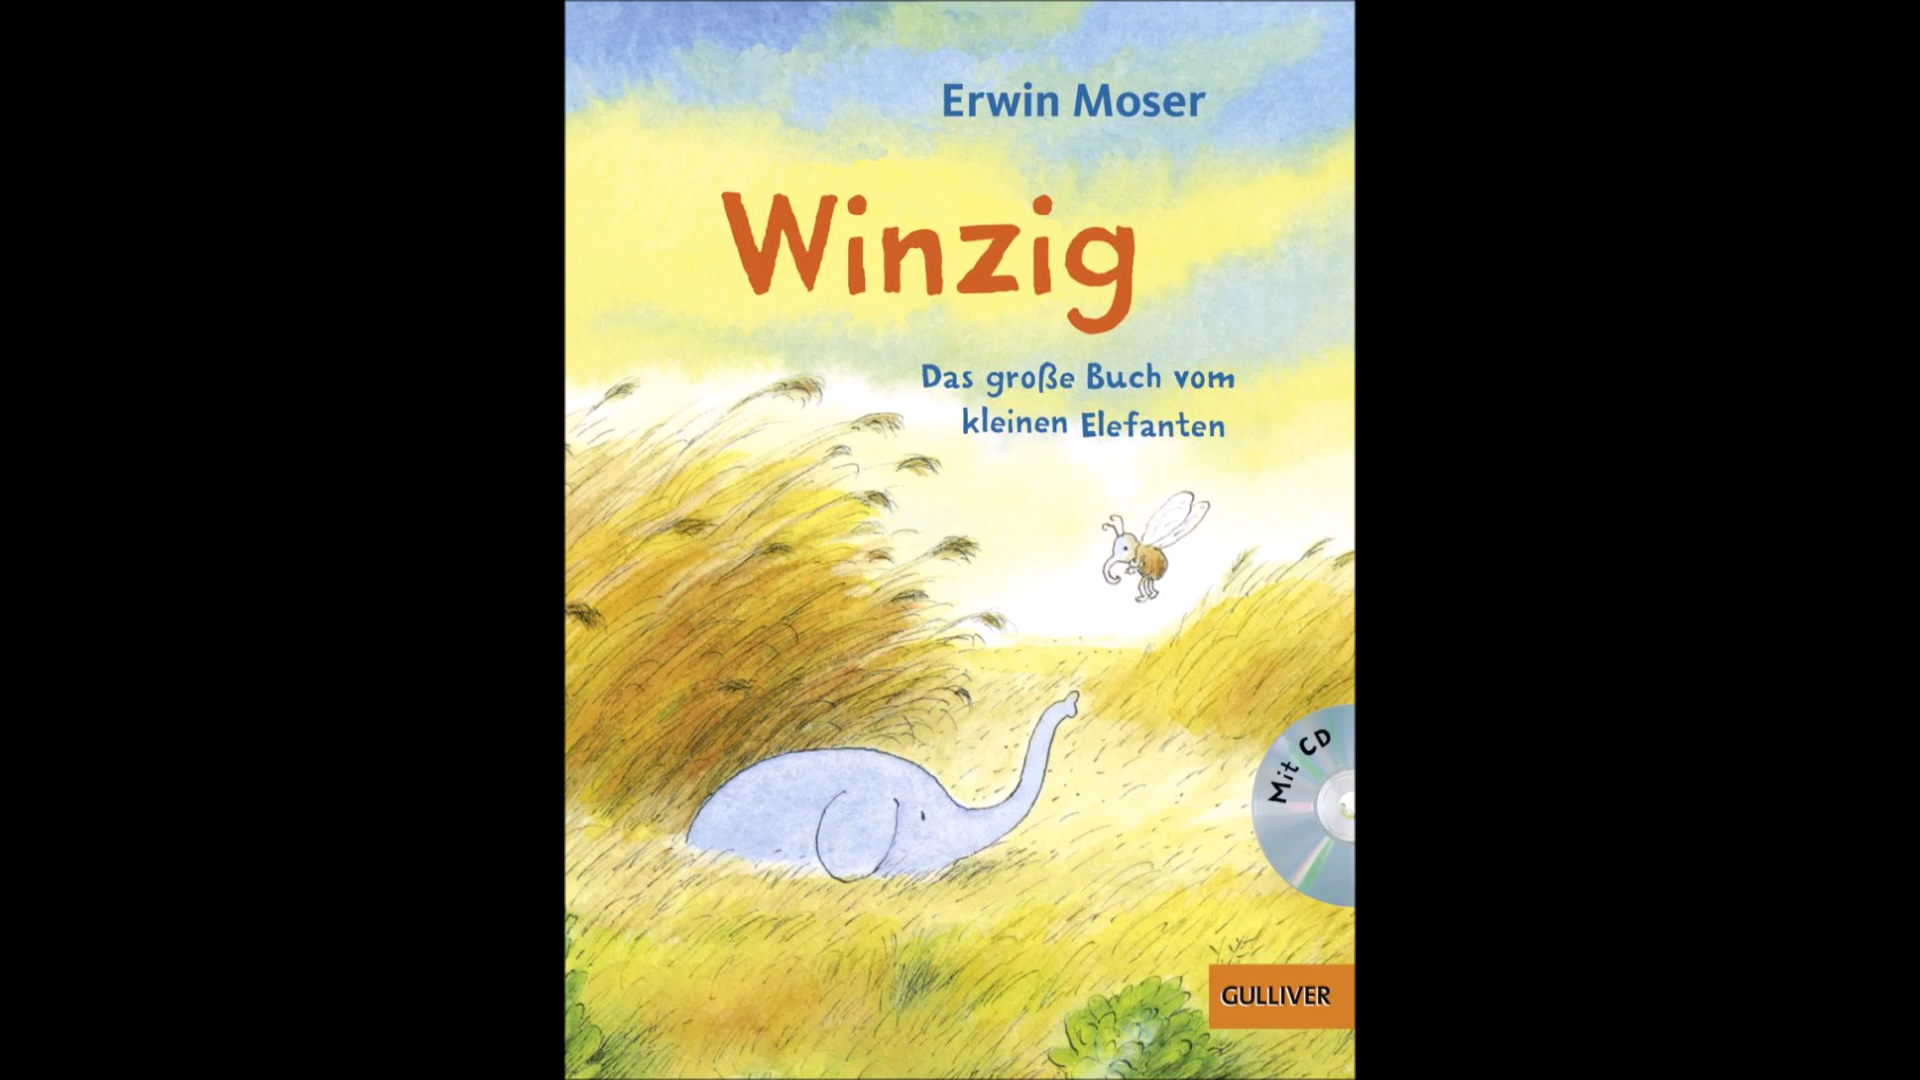 Erwin Moser
Winzig
Das große Buch vom
kleinen Elefanten
Mit CD
GULLIVER